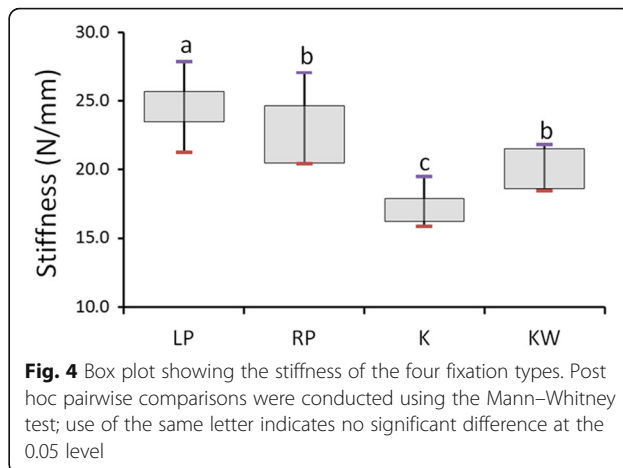 30.0
a
b
25.0
b
20.0
c
15.0
10.0
Stiffness (N/mm)
LP RP K KW
Fig. 4 Box plot showing the stiffness of the four fixation types. Post
hoc pairwise comparisons were conducted using the Mann–Whitney
test; use of the same letter indicates no significant difference at the
0.05 level